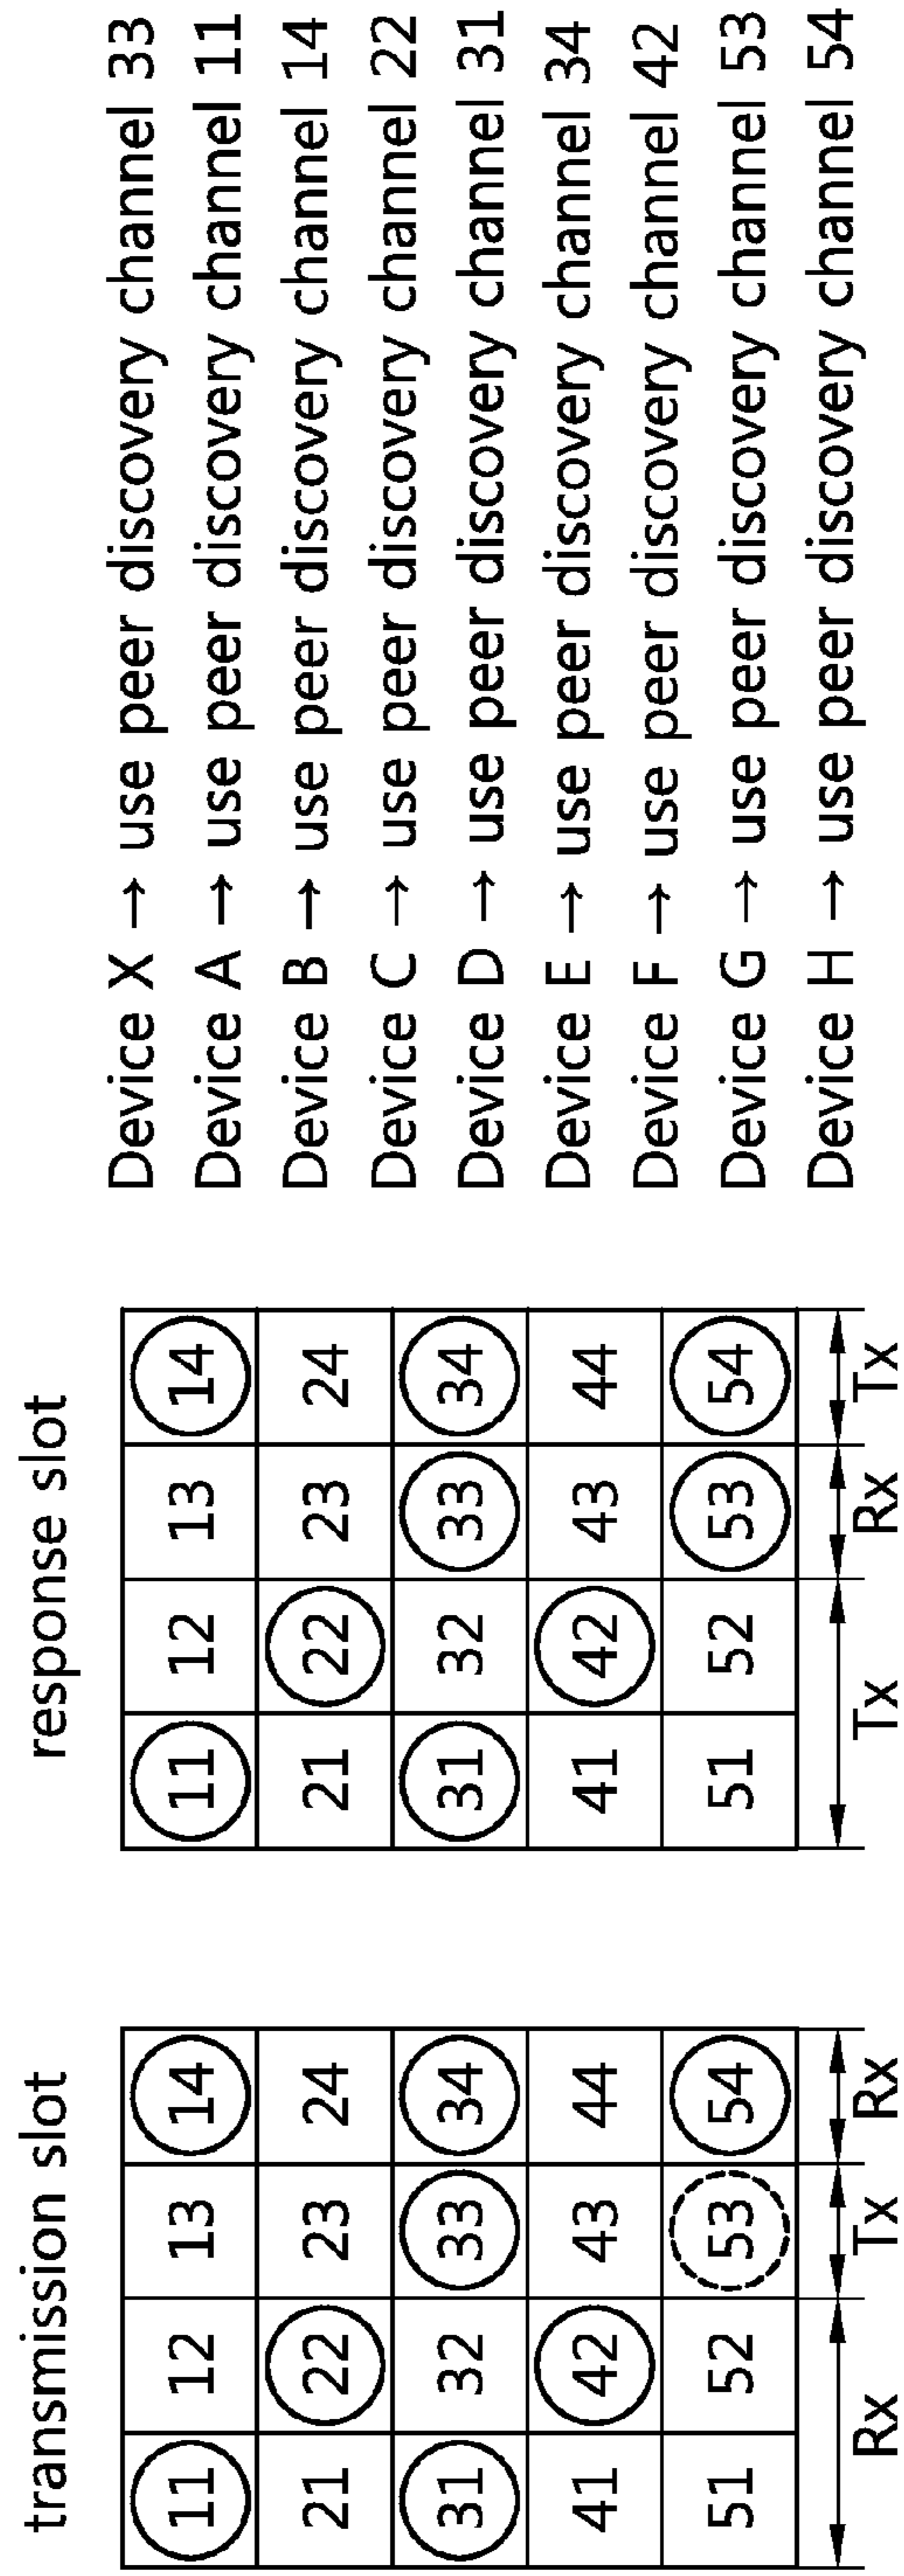 transmission slot
11 12 13 14
21 22 23 24
31 32 33 34
41 42 43 44
51 52 53 54
Rx Tx Rx
response slot
11 12 13 14
21 22 23 24
31 32 33 34
41 42 43 44
51 52 53 54
Tx Rx Tx
Device X → use peer discovery channel 33
Device A → use peer discovery channel 11
Device B → use peer discovery channel 14
Device C → use peer discovery channel 22
Device D → use peer discovery channel 31
Device E → use peer discovery channel 34
Device F → use peer discovery channel 42
Device G → use peer discovery channel 53
Device H → use peer discovery channel 54